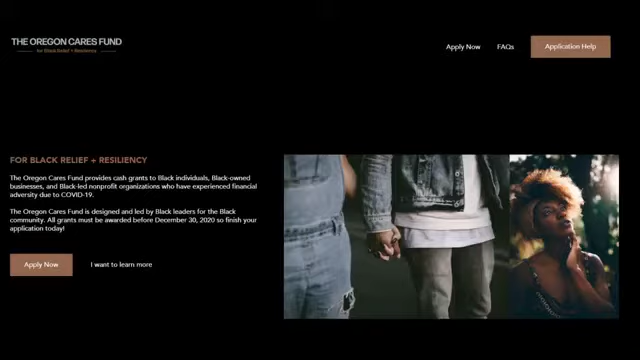 THE OREGON CARES FUND
for Black Relief + Resiliency
Apply Now
FAQs
Application Help
FOR BLACK RELIEF + RESILIENCY
The Oregon Cares Fund provides cash grants to Black individuals, Black-owned
businesses, and Black-led nonprofit organizations who have experienced financial
adversity due to COVID-19.
The Oregon Cares Fund is designed and led by Black leaders for the Black
community. All grants must be awarded before December 30, 2020 so finish your
application today!
Apply Now
I want to learn more